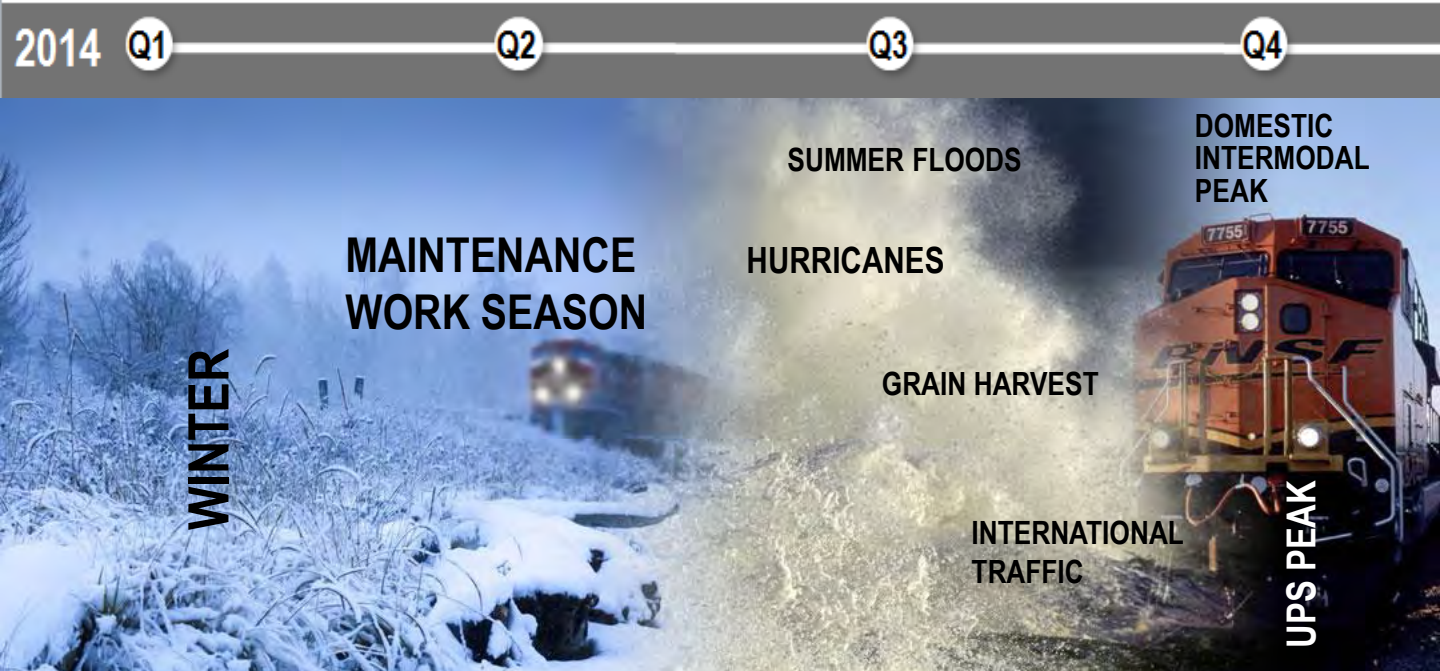 2014 Q1 Q2 Q3 Q4
SUMMER FLOODS
DOMESTIC
INTERMODAL
PEAK
7755 7755
MAINTENANCE
WORK SEASON
HURRICANES
BNSF
WINTER
GRAIN HARVEST
INTERNATIONAL
TRAFFIC
UPS PEAK